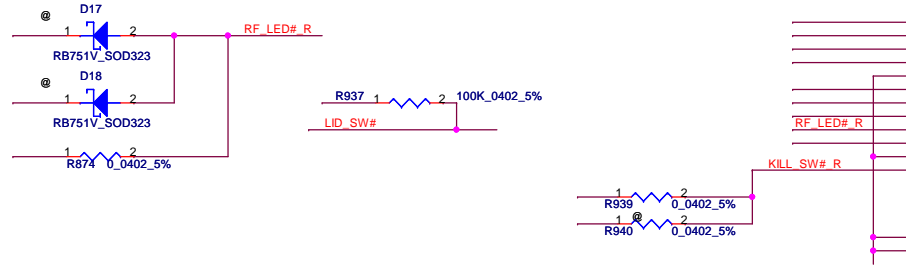 @
D17
1
2
RF_LED#_R
RB751V_SOD323
@
D18
1
2
RB751V_SOD323
1
2
R874
0_0402_5%
R937
1
2
100K_0402_5%
LID_SW#
RF_LED#_R
KILL_SW#_R
1
2
R939
0_0402_5%
1
@
2
R940
0_0402_5%